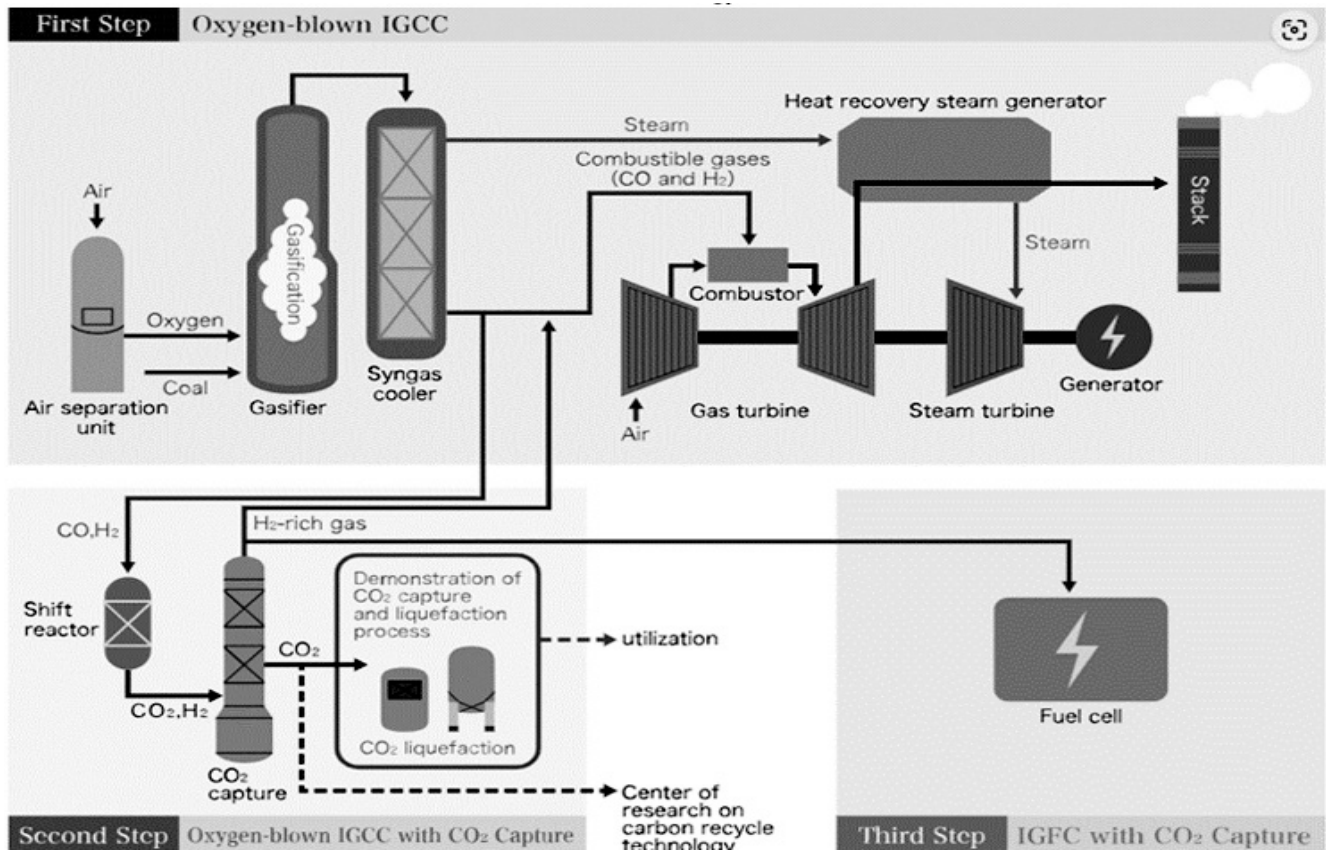 First Step
Oxygen-blown IGCC
Heat recovery steam generator
Steam
Combustible gases
(CO and H₂)
Air
Gasification
Stack
Steam
Combustor
Oxygen
Coal
Syngas
cooler
Generator
Air separation
unit
Gasifier
Gas turbine
Steam turbine
Air
CO,H₂
H₂-rich gas
Demonstration of
CO₂ capture
and liquefaction
process
Shift
reactor
CO₂
utilization
CO₂,H₂
CO₂ liquefaction
Fuel cell
CO₂
capture
Center of
research on
carbon recycle
technology
Second Step
Oxygen-blown IGCC with CO₂ Capture
Third Step
IGFC with CO₂ Capture